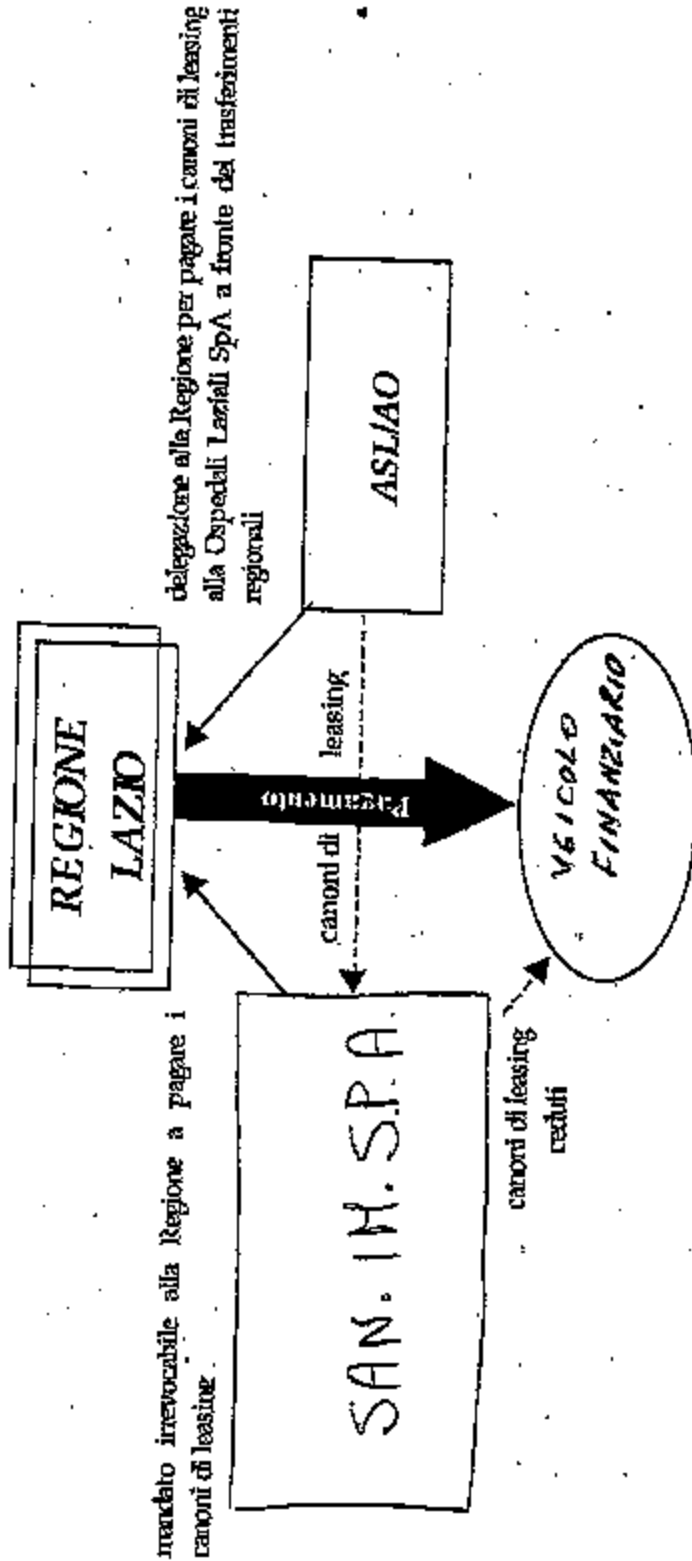 mandato irrevocabile alla Regione a pagare i
canoni di leasing
REGIONE
LAZIO
delegazione alla Regione per pagare i canoni di leasing
alla Ospedali Laziali SpA a fronte dei trasferimenti
regionali
canoni di leasing
Pagamento
SAN. IM. S.P.A.
ASL/AO
canoni di leasing
ceduti
VEICOLO
FINANZIARIO